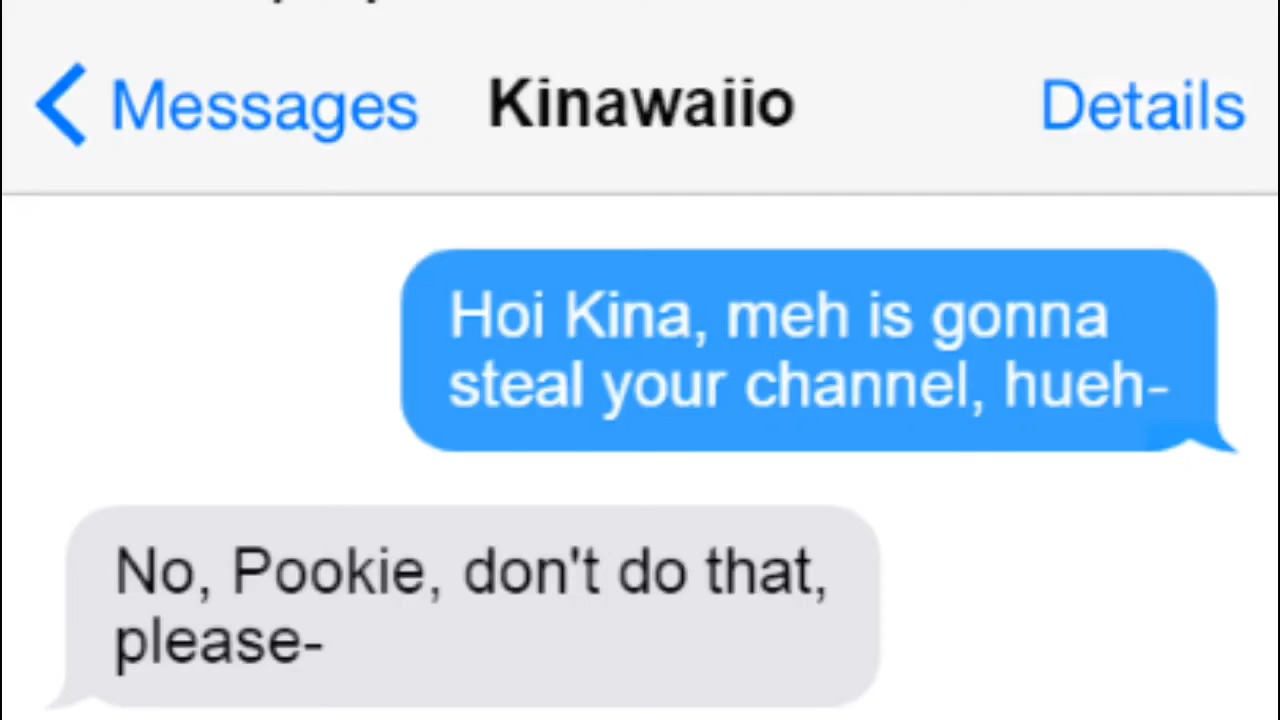 Messages Kinawaiio Details
Hoi Kina, meh is gonna
steal your channel, hueh-
No, Pookie, don't do that,
please-